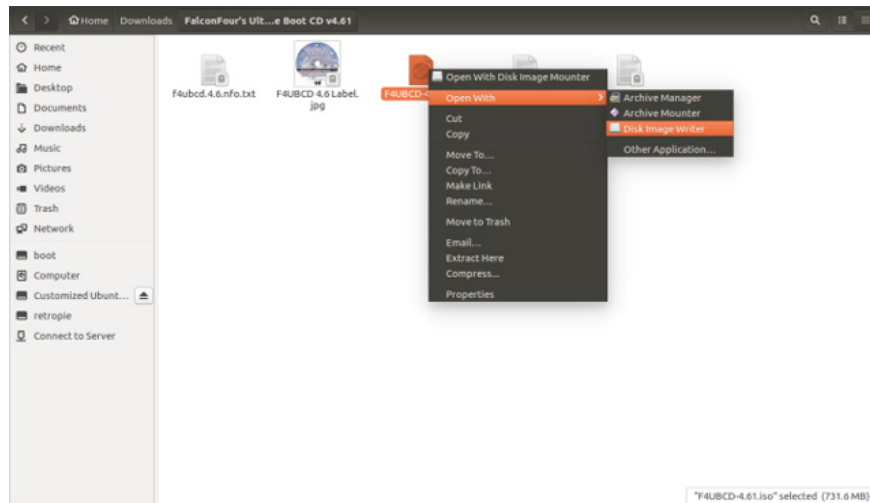 Home Downloads FalconFour's Ult...e Boot CD v4.61
Recent
Home
Desktop
Documents
Downloads
Music
Pictures
Videos
Trash
Network
boot
Computer
Customized Ubunt...
retropie
Connect to Server
f4ubcd.4.6.nfo.txt
F4UBCD 4.6 Label.
jpg
F4UBCD-4
Open With Disk Image Mounter
Open With
Cut
Copy
Move To...
Copy To...
Make Link
Rename...
Move to Trash
Email...
Extract Here
Compress...
Properties
Archive Manager
Archive Mounter
Disk Image Writer
Other Application...
"F4UBCD-4.61.iso" selected (731.6 MB)